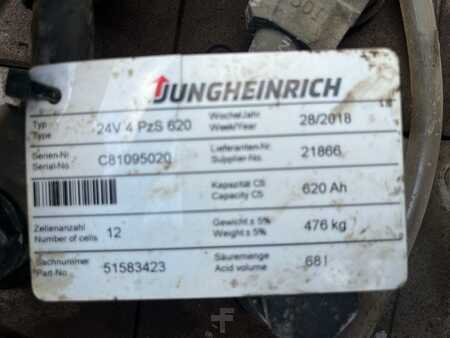 JUNGHEINRICH
Typ
Type
24V 4 PzS 620
Woche/Jahr
Week/Year
28/2018
Serien-Nr
Serial-No
C81095020
Lieferanten-Nr.
Supplier-No.
21866
Kapazität C5
Capacity C5
620 Ah
Zellenanzahl
Number of cells
12
Gewicht ± 5%
Weight ± 5%
476 kg
Sachnummer
Part-No
51583423
Säuremenge
Acid volume
68 l